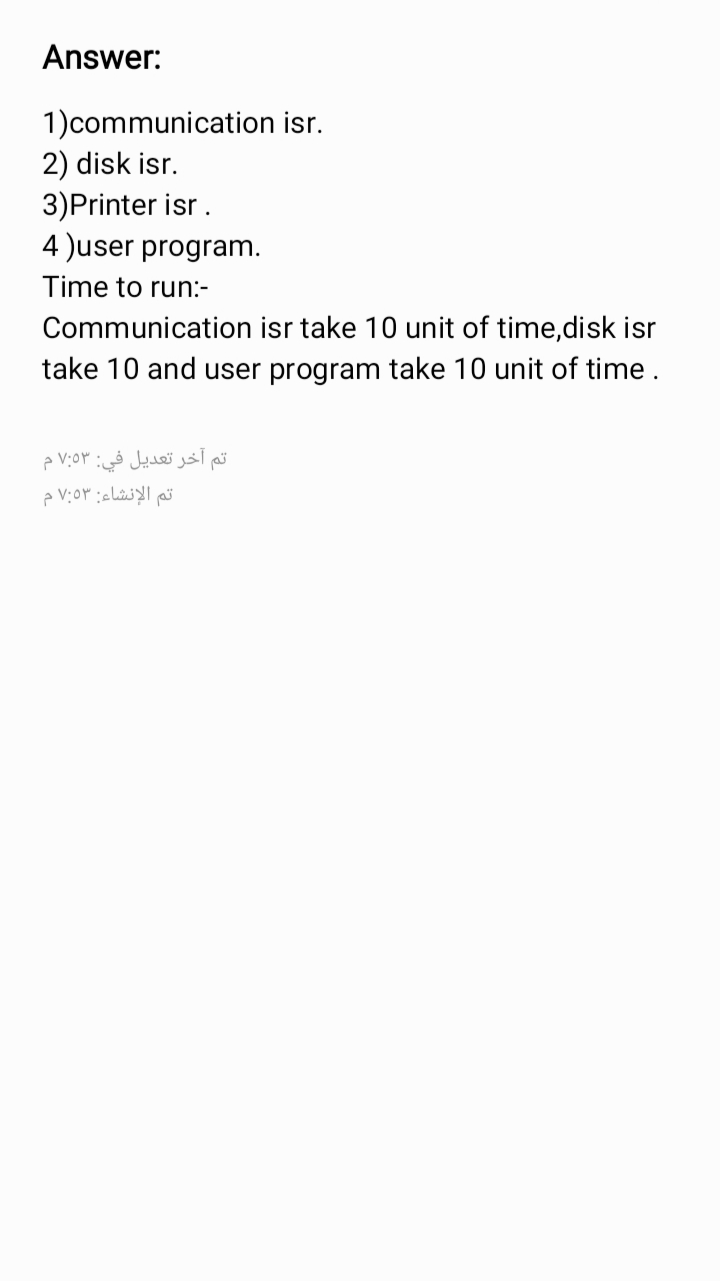 Answer:
1)communication isr.
2) disk isr.
3)Printer isr .
4 )user program.
Time to run:-
Communication isr take 10 unit of time,disk isr
take 10 and user program take 10 unit of time .
تم آخر تعديل في: ٧:٥٣ م
تم الإنشاء: ٧:٥٣ م